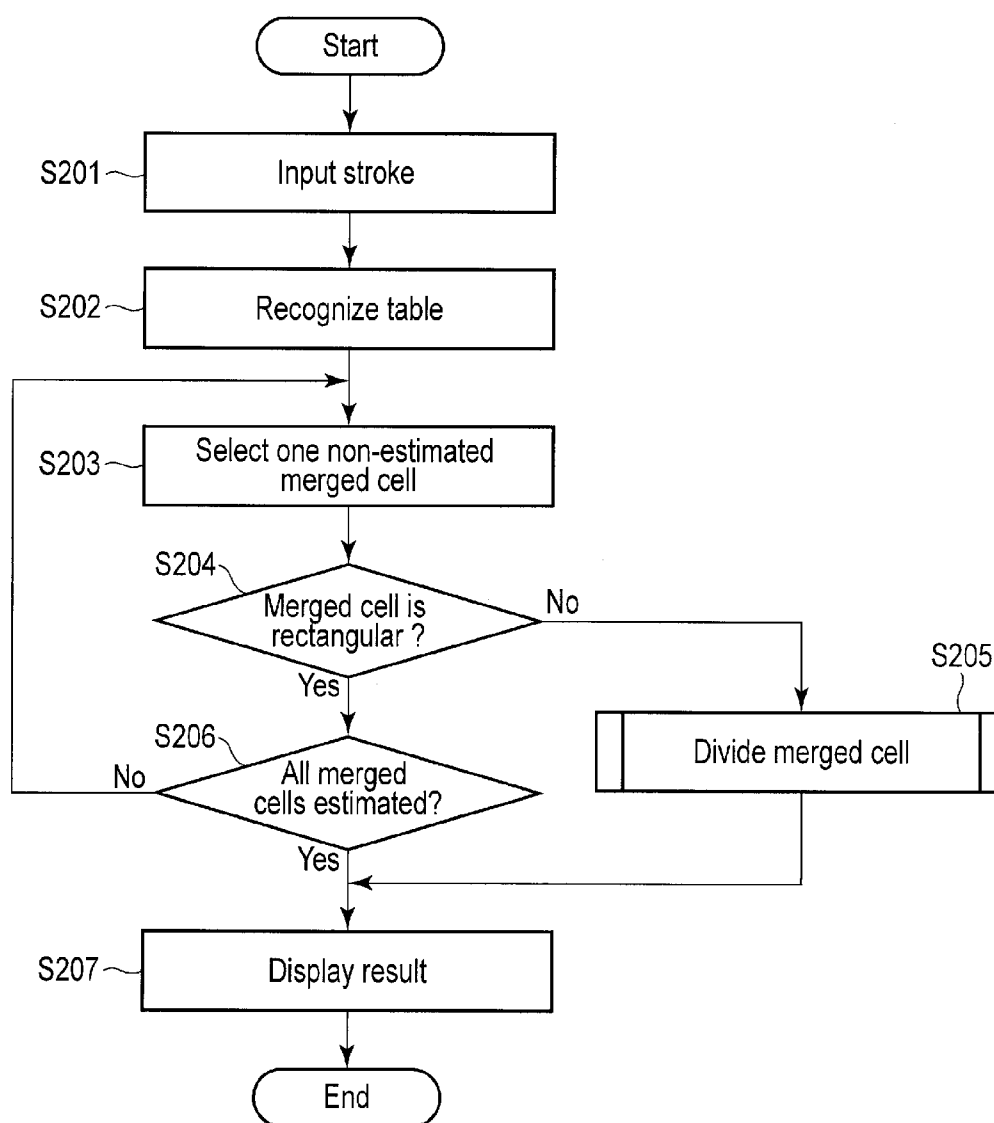 Start
S201
Input stroke
S202
Recognize table
S203
Select one non-estimated
merged cell
S204
Merged cell is
rectangular ?
No
Yes
S205
Divide merged cell
S206
All merged
cells estimated?
No
Yes
S207
Display result
End